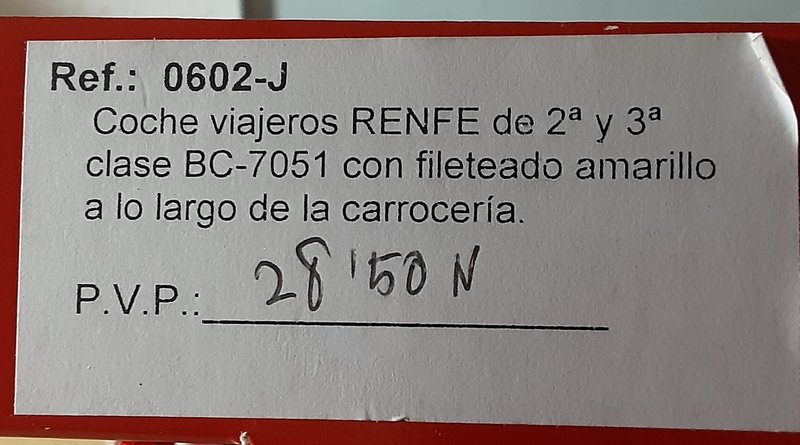 Ref.: 0602-J
Coche viajeros RENFE de 2ª y 3ª
clase BC-7051 con fileteado amarillo
a lo largo de la carrocería.
P.V.P.: 28'50 N